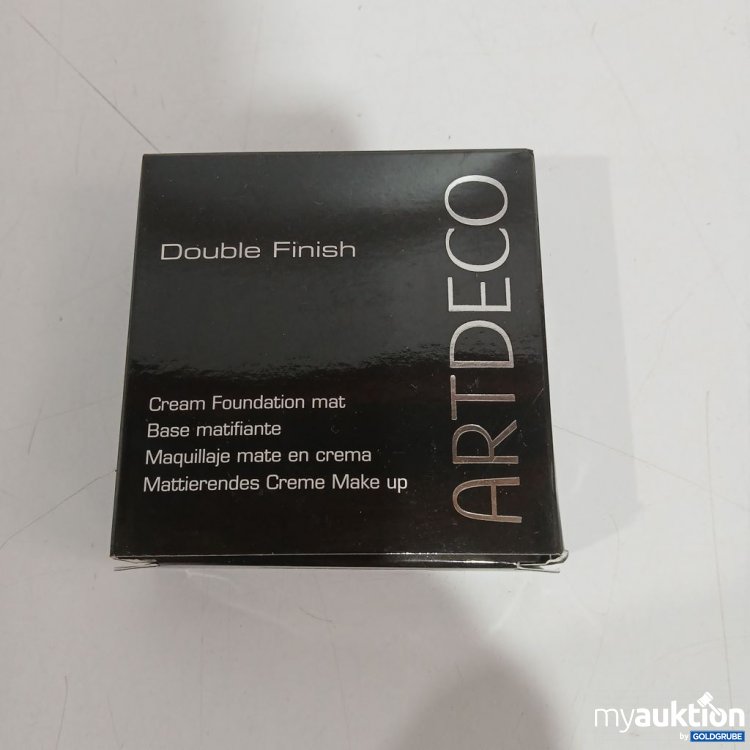 Double Finish
ARTDECO
Cream Foundation mat
Base matifiante
Maquillaje mate en crema
Mattierendes Creme Make up
myauktion
by GOLDGRUBE